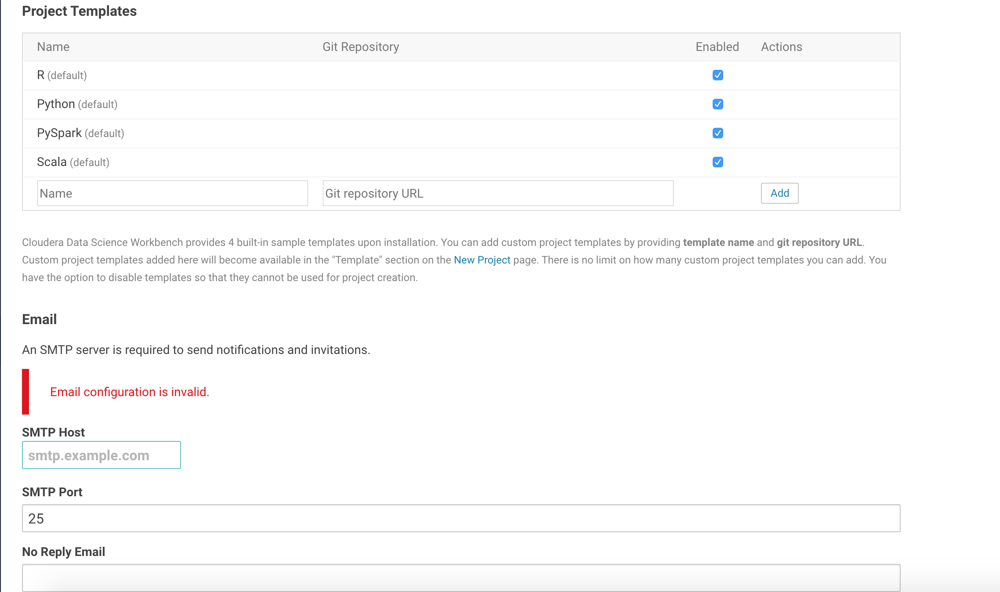 Project Templates
Name Git Repository Enabled Actions
R (default)
Python (default)
PySpark (default)
Scala (default)
Name Git repository URL Add
Cloudera Data Science Workbench provides 4 built-in sample templates upon installation. You can add custom project templates by providing template name and git repository URL.
Custom project templates added here will become available in the "Template" section on the New Project page. There is no limit on how many custom project templates you can add. You
have the option to disable templates so that they cannot be used for project creation.
Email
An SMTP server is required to send notifications and invitations.
Email configuration is invalid.
SMTP Host
smtp.example.com
SMTP Port
25
No Reply Email